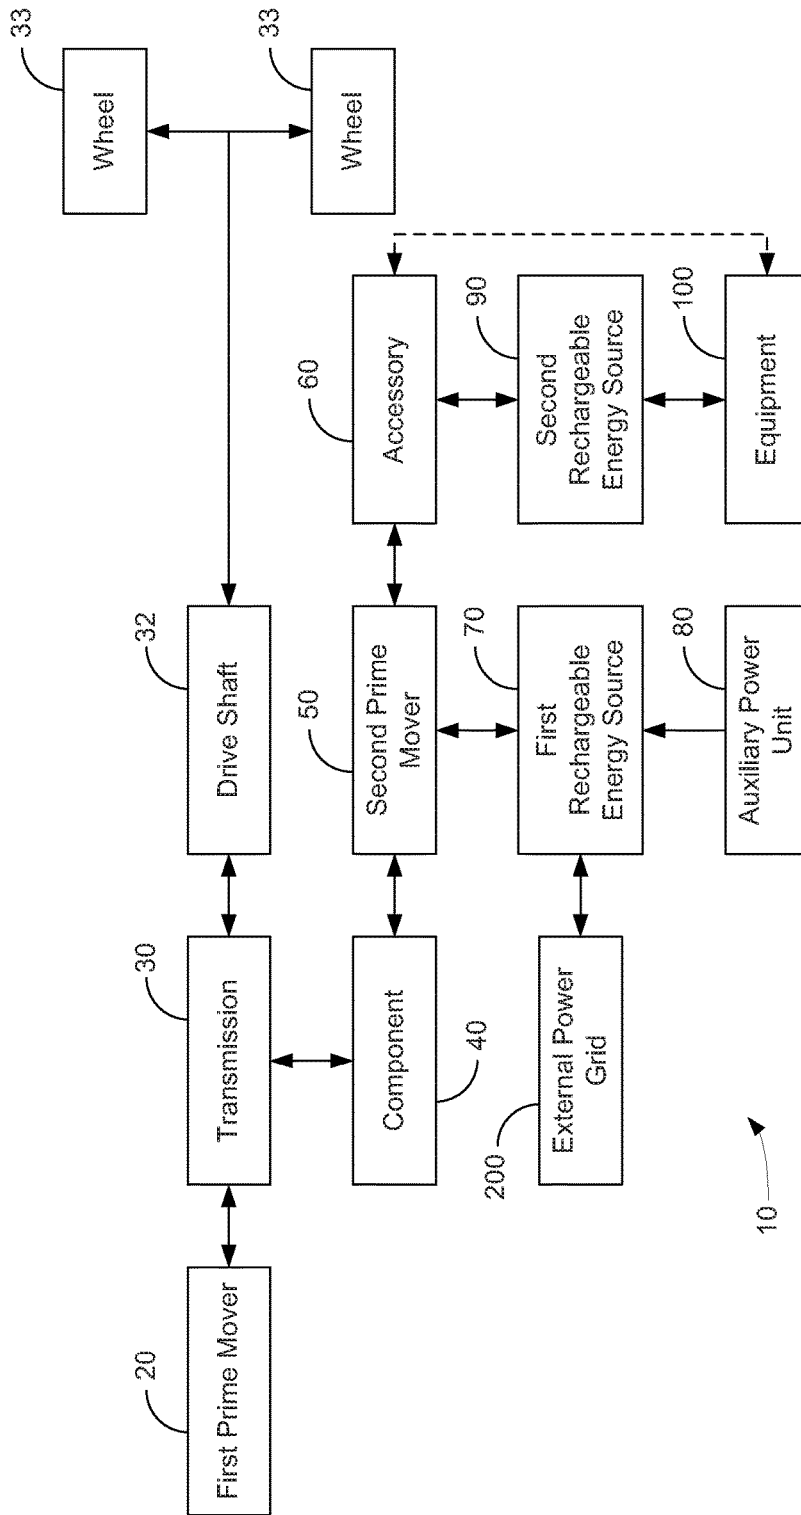 20
First Prime Mover
30
Transmission
32
Drive Shaft
33
Wheel
33
Wheel
Component
40
50
Second Prime
Mover
60
Accessory
200
External Power
Grid
70
First
Rechargeable
Energy Source
90
Second
Rechargeable
Energy Source
80
Auxiliary Power
Unit
100
Equipment
10